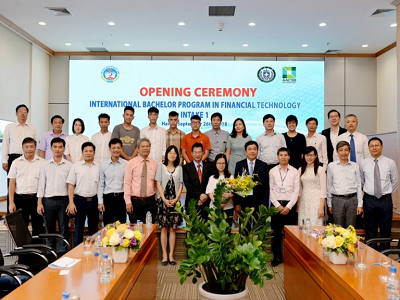 OPENING CEREMONY
INTERNATIONAL BACHELOR PROGRAM IN FINANCIAL TECHNOLOGY
INTAKE 1